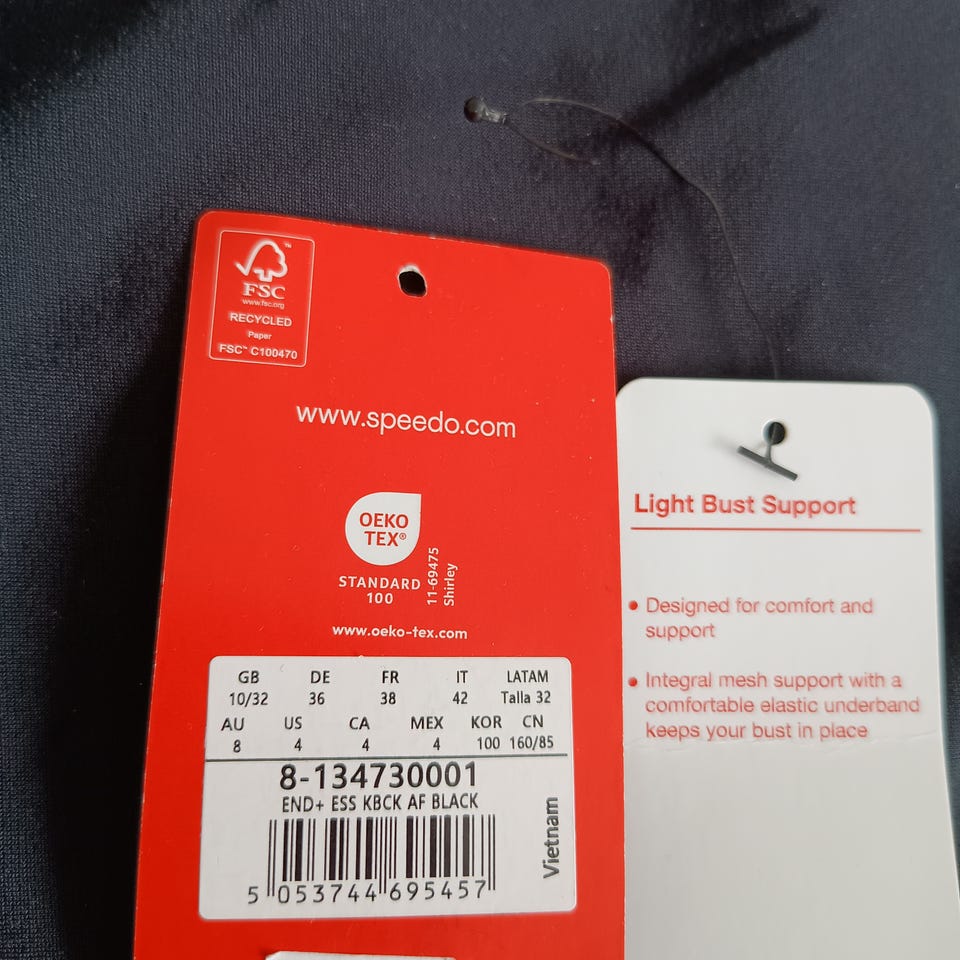 ™
FSC
www.fsc.org
RECYCLED
Paper
FSC™ C100470
www.speedo.com
OEKO
TEX®
STANDARD
100
11-69475
Shirley
www.oeko-tex.com
GB DE FR IT LATAM
10/32 36 38 42 Talla 32
AU US CA MEX KOR CN
8 4 4 4 100 160/85
8-134730001
END+ ESS KBCK AF BLACK
5 053744 695457
Vietnam
Light Bust Support
• Designed for comfort and
support
• Integral mesh support with a
comfortable elastic underband
keeps your bust in place